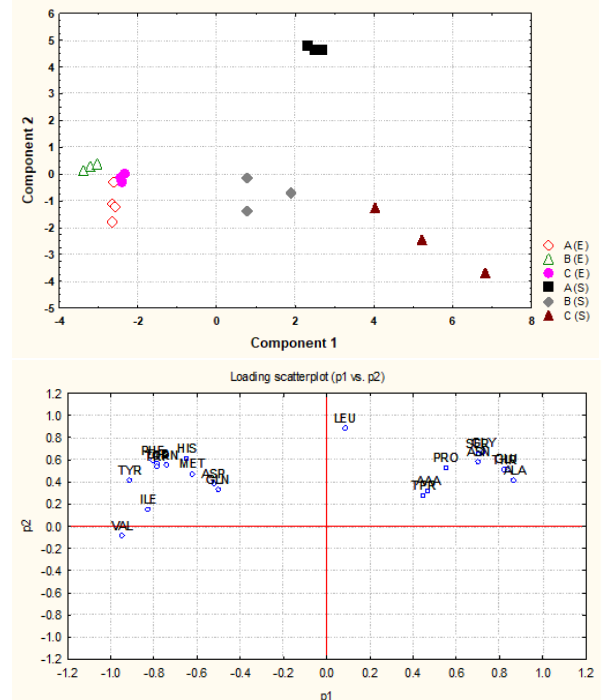 6
5
4
3
2
1
0
-1
-2
-3
-4
-5
Component 2
-4
-2
0
2
4
6
8
Component 1
A (E)
B (E)
C (E)
A (S)
B (S)
C (S)
Loading scatterplot (p1 vs. p2)
1.2
1.0
0.8
0.6
0.4
0.2
0.0
-0.2
-0.4
-0.6
-0.8
-1.0
-1.2
p2
LEU
HIS
MET
TYR
ILE
VAL
PRO
AAA
ALA
ASN
GLN
-1.2
-1.0
-0.8
-0.6
-0.4
-0.2
0.0
0.2
0.4
0.6
0.8
1.0
1.2
p1